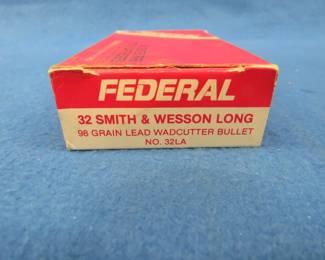 FEDERAL
32 SMITH & WESSON LONG
98 GRAIN LEAD WADCUTTER BULLET
NO. 32LA